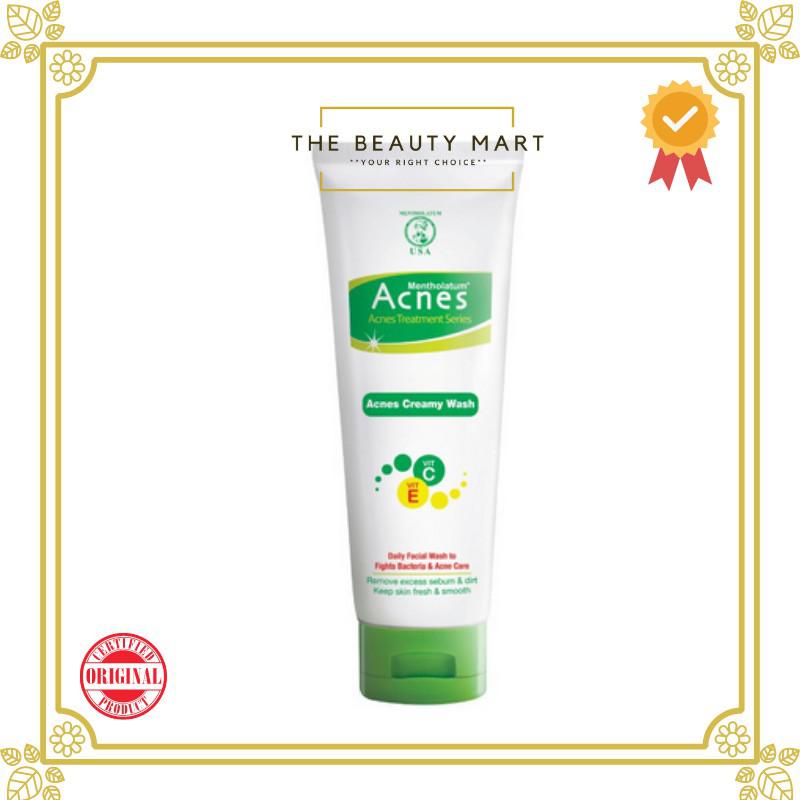 THE BEAUTY MART
**YOUR RIGHT CHOICE**
MENTHOLATUM
USA
Mentholatum®
Acnes
Acnes Treatment Series
Acnes Creamy Wash
VIT
C
VIT
E
Daily Facial Wash to
Fights Bacteria & Acne Care
Remove excess sebum & dirt
Keep skin fresh & smooth
CERTIFIED
ORIGINAL
PRODUCT